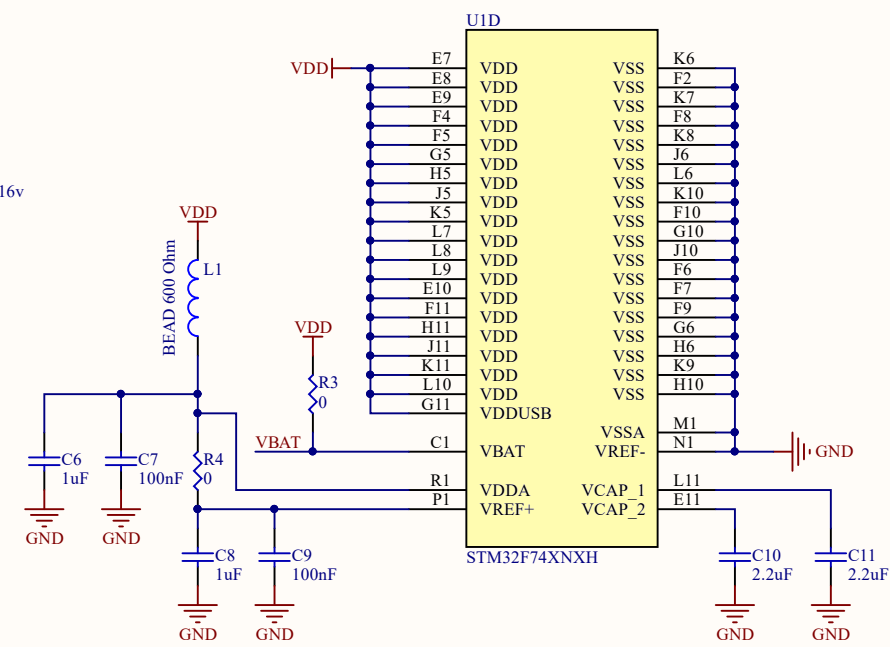 U1D
VDD
E7 VDD VSS K6
E8 VDD VSS F2
E9 VDD VSS K7
F4 VDD VSS F8
F5 VDD VSS K8
G5 VDD VSS J6
H5 VDD VSS L6
J5 VDD VSS K10
K5 VDD VSS F10
L7 VDD VSS G10
L8 VDD VSS J10
L9 VDD VSS F6
E10 VDD VSS F7
F11 VDD VSS F9
H11 VDD VSS G6
J11 VDD VSS H6
K11 VDD VSS K9
L10 VDD VSS H10
G11 VDDUSB
VSSA M1
C1 VBAT VREF- N1
R1 VDDA VCAP_1 L11
P1 VREF+ VCAP_2 E11
STM32F74XNXH
16v
VDD
L1
BEAD 600 Ohm
VDD
R3
0
VBAT
GND
C6
1uF
GND
C7
100nF
GND
R4
0
C8
1uF
GND
C9
100nF
GND
C10
2.2uF
GND
C11
2.2uF
GND